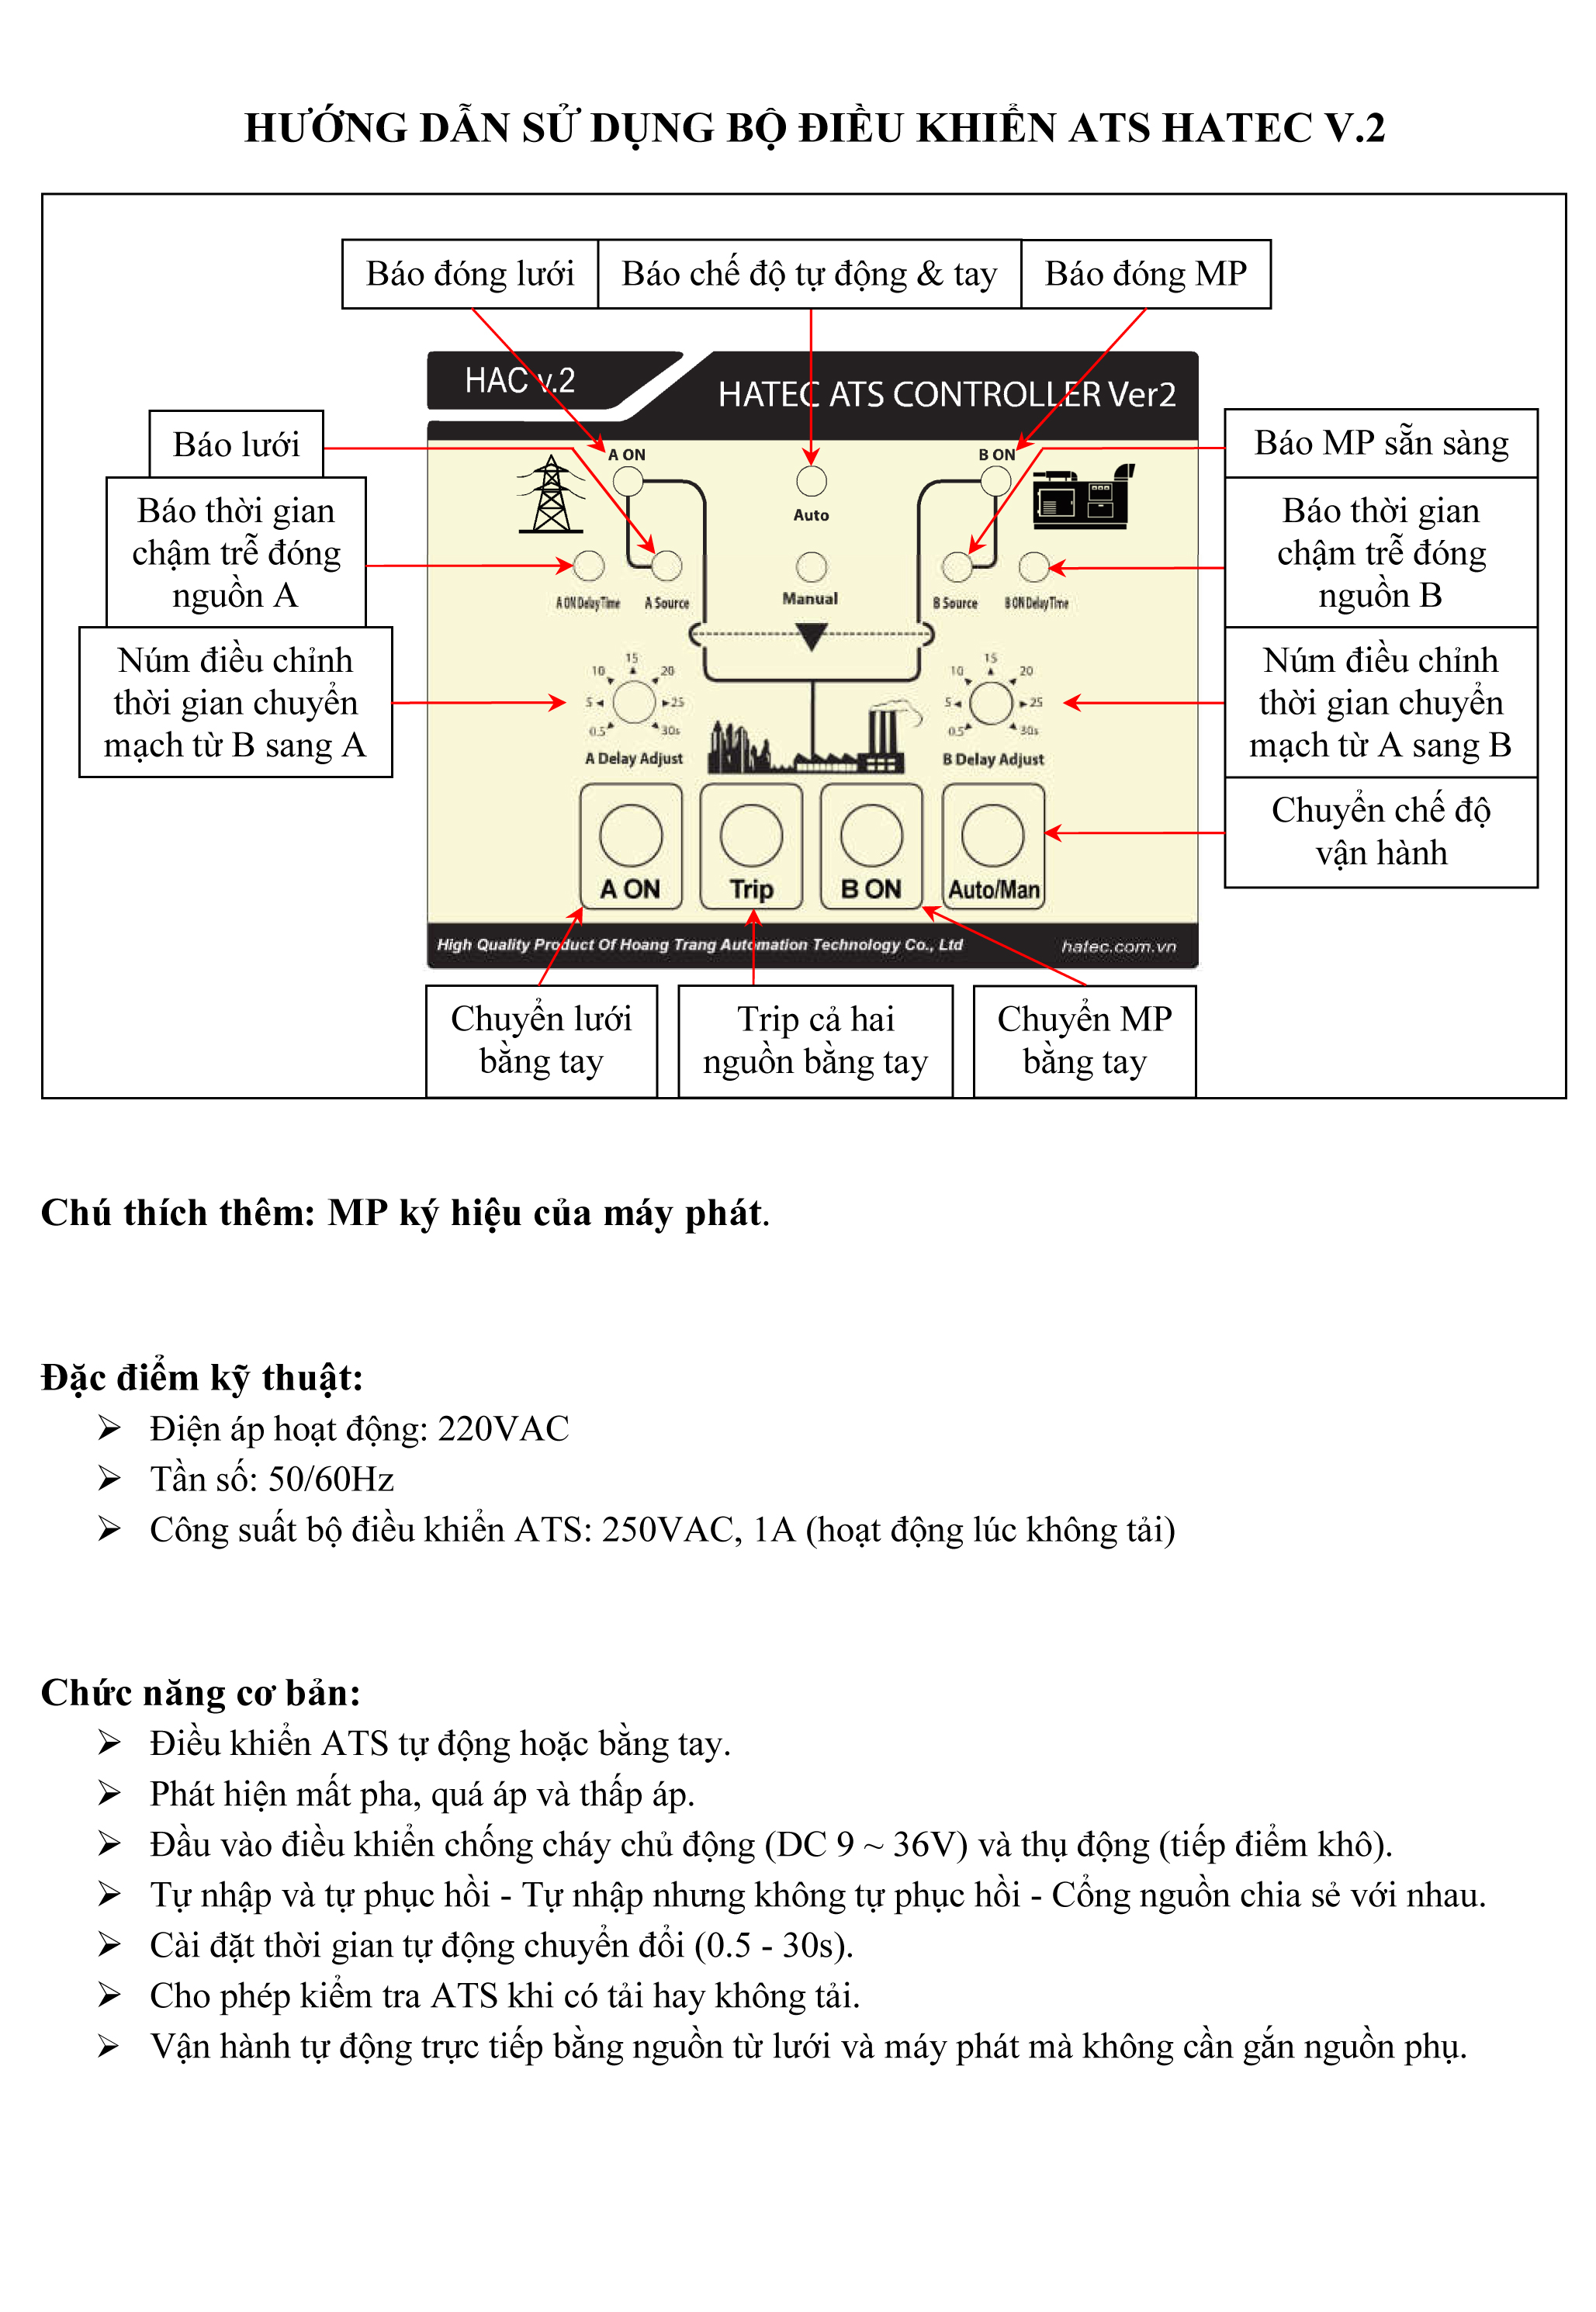 HƯỚNG DẪN SỬ DỤNG BỘ ĐIỀU KHIỂN ATS HATEC V.2
Báo đóng lưới
Báo chế độ tự động & tay
Báo đóng MP
HAC v.2
HATEC ATS CONTROLLER Ver2
Báo lưới
Báo thời gian
chậm trễ đóng
nguồn A
Núm điều chỉnh
thời gian chuyển
mạch từ B sang A
A ON
Auto
B ON
A ON Delay Time
A Source
Manual
B Source
B ON Delay Time
0.5
5
10
15
20
25
30s
A Delay Adjust
0.5
5
10
15
20
25
30s
B Delay Adjust
A ON
Trip
B ON
Auto/Man
High Quality Product Of Hoang Trang Automation Technology Co., Ltd
hatec.com.vn
Báo MP sẵn sàng
Báo thời gian
chậm trễ đóng
nguồn B
Núm điều chỉnh
thời gian chuyển
mạch từ A sang B
Chuyển chế độ
vận hành
Chuyển lưới
bằng tay
Trip cả hai
nguồn bằng tay
Chuyển MP
bằng tay
Chú thích thêm: MP ký hiệu của máy phát.
Đặc điểm kỹ thuật:
➢ Điện áp hoạt động: 220VAC
➢ Tần số: 50/60Hz
➢ Công suất bộ điều khiển ATS: 250VAC, 1A (hoạt động lúc không tải)
Chức năng cơ bản:
➢ Điều khiển ATS tự động hoặc bằng tay.
➢ Phát hiện mất pha, quá áp và thấp áp.
➢ Đầu vào điều khiển chống cháy chủ động (DC 9 ~ 36V) và thụ động (tiếp điểm khô).
➢ Tự nhập và tự phục hồi - Tự nhập nhưng không tự phục hồi - Cổng nguồn chia sẻ với nhau.
➢ Cài đặt thời gian tự động chuyển đổi (0.5 - 30s).
➢ Cho phép kiểm tra ATS khi có tải hay không tải.
➢ Vận hành tự động trực tiếp bằng nguồn từ lưới và máy phát mà không cần gắn nguồn phụ.